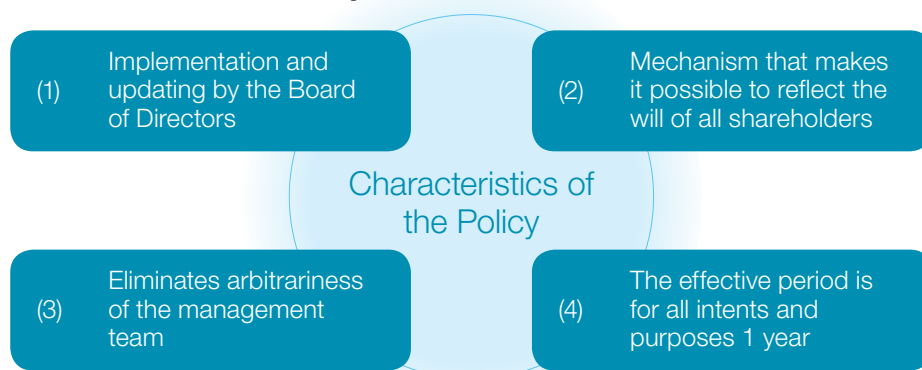 (1) Implementation and
updating by the Board
of Directors
(2) Mechanism that makes
it possible to reflect the
will of all shareholders
Characteristics of
the Policy
(3) Eliminates arbitrariness
of the management
team
(4) The effective period is
for all intents and
purposes 1 year